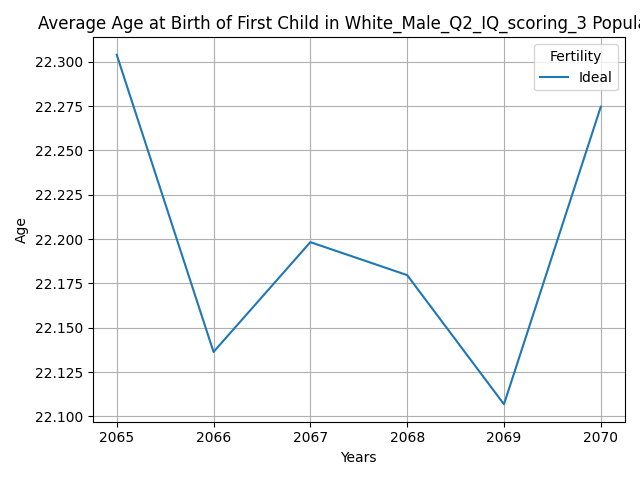 Average Age at Birth of First Child in White_Male_Q2_IQ_scoring_3 Popula
Fertility
Ideal
22.300
22.275
22.250
22.225
22.200
22.175
22.150
22.125
22.100
Age
2065 2066 2067 2068 2069 2070
Years